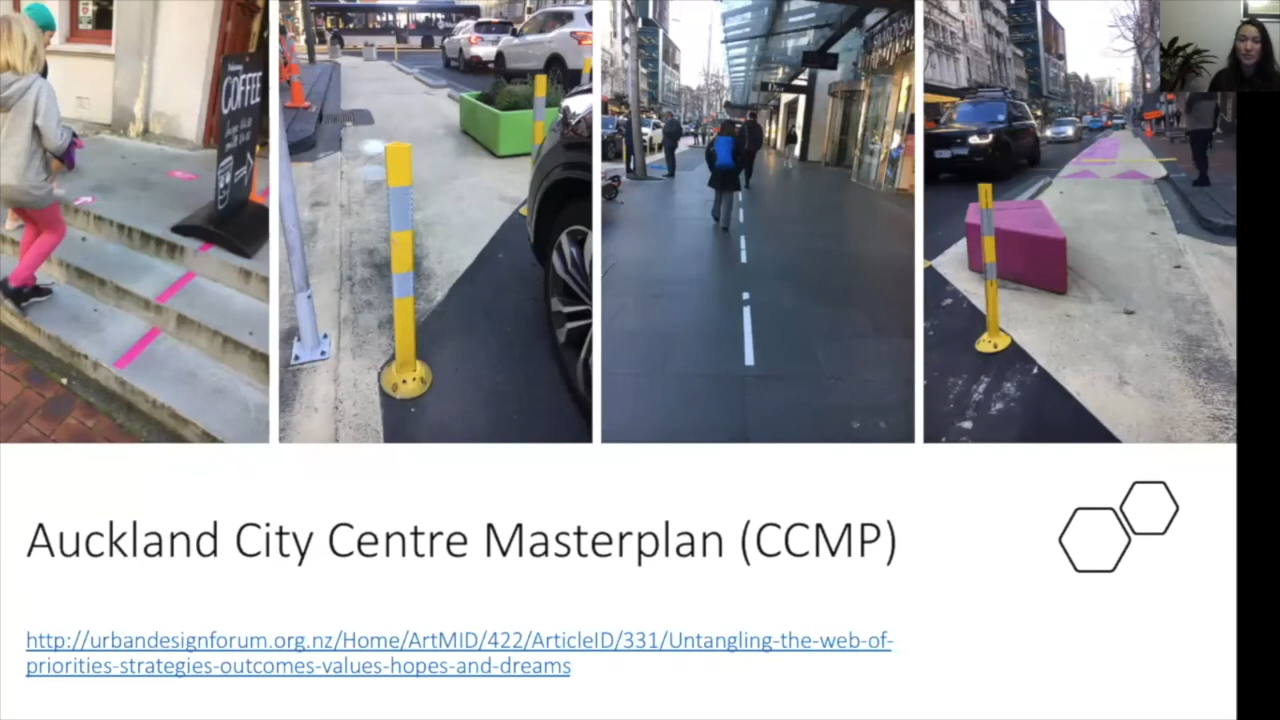 COFFEE
Auckland City Centre Masterplan (CCMP)
http://urbandesignforum.org.nz/Home/ArtMID/422/ArticleID/331/Untangling-the-web-of-
priorities-strategies-outcomes-values-hopes-and-dreams